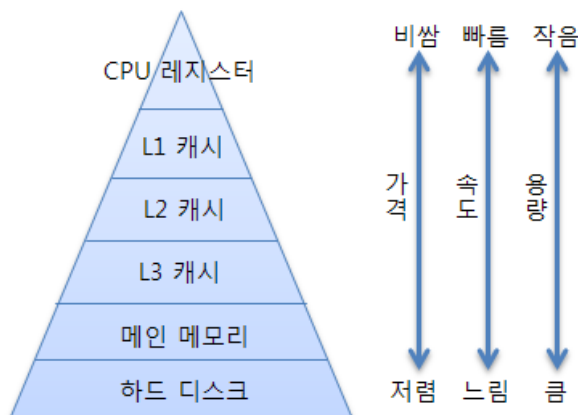 비쌈 빠름 작음
CPU 레지스터
L1 캐시
L2 캐시
L3 캐시
메인 메모리
하드 디스크
가격
속도
용량
저렴 느림 큼